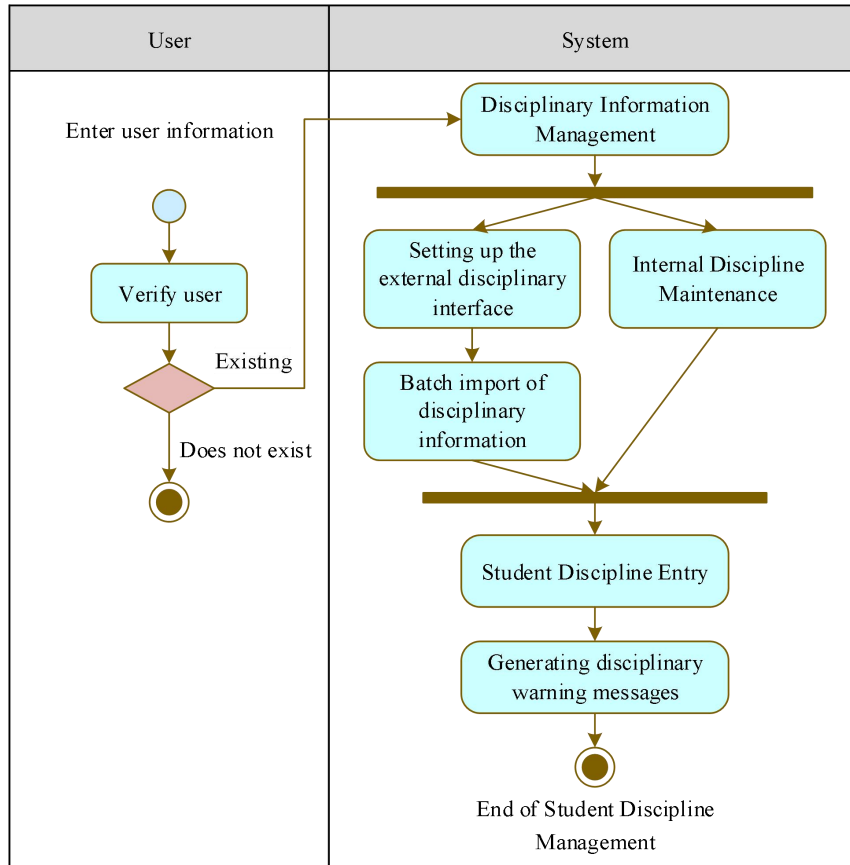 User
System
Enter user information
Verify user
Existing
Does not exist
Disciplinary Information
Management
Setting up the
external disciplinary
interface
Internal Discipline
Maintenance
Batch import of
disciplinary
information
Student Discipline Entry
Generating disciplinary
warning messages
End of Student Discipline
Management